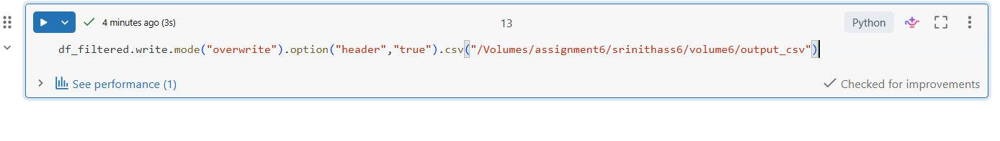 4 minutes ago (3s)
13
Python
df_filtered.write.mode("overwrite").option("header","true").csv("/Volumes/assignment6/srinithass6/volume6/output_csv")
See performance (1)
Checked for improvements